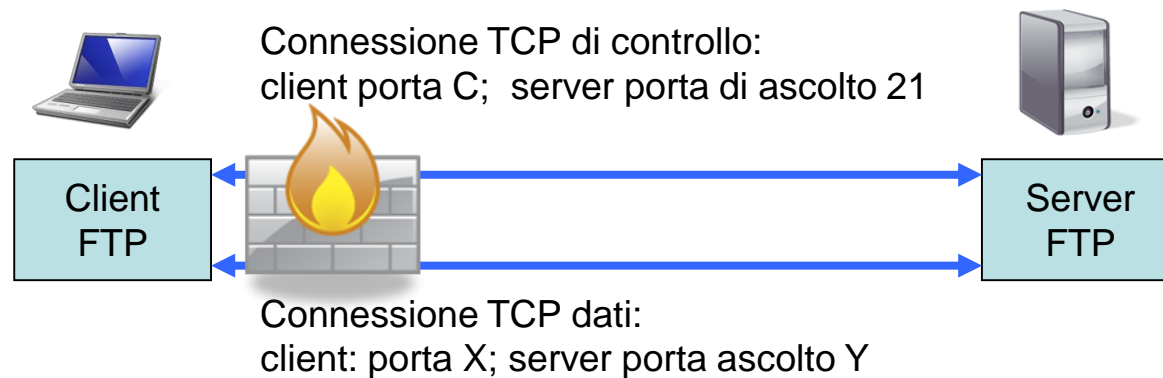 Connessione TCP di controllo:
client porta C; server porta di ascolto 21
Client
FTP
Server
FTP
Connessione TCP dati:
client: porta X; server porta ascolto Y